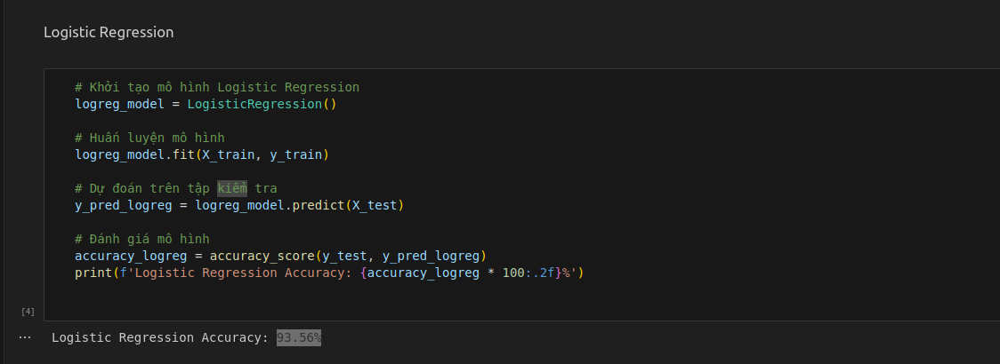 Logistic Regression
# Khởi tạo mô hình Logistic Regression
logreg_model = LogisticRegression()
# Huấn luyện mô hình
logreg_model.fit(X_train, y_train)
# Dự đoán trên tập kiểm tra
y_pred_logreg = logreg_model.predict(X_test)
# Đánh giá mô hình
accuracy_logreg = accuracy_score(y_test, y_pred_logreg)
print(f'Logistic Regression Accuracy: {accuracy_logreg * 100:.2f}%')
[4]
... Logistic Regression Accuracy: 93.56%